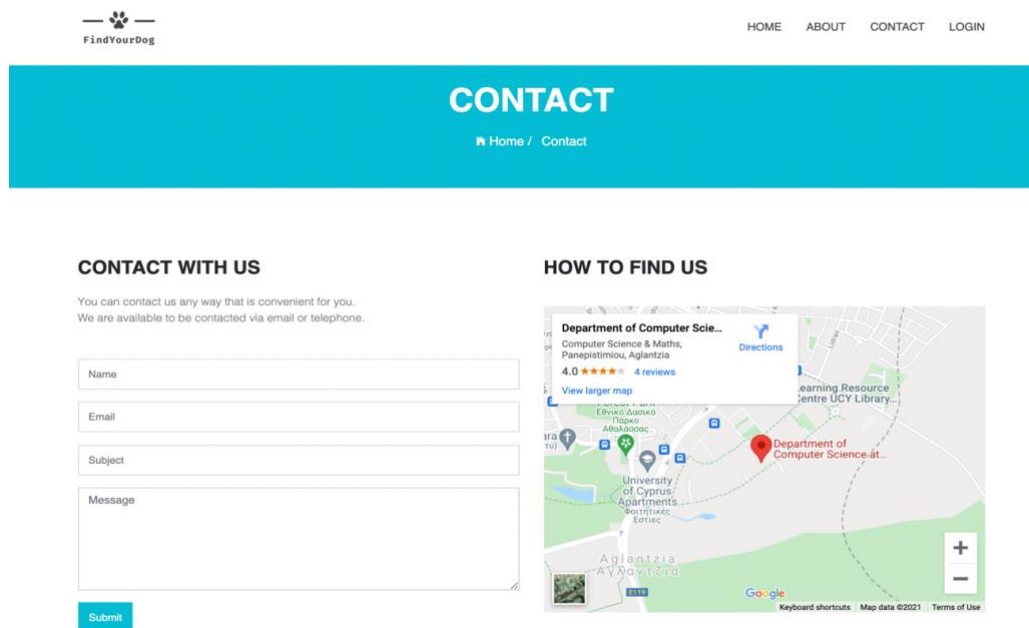 FindYourDog
HOME ABOUT CONTACT LOGIN
CONTACT
Home / Contact
CONTACT WITH US
You can contact us any way that is convenient for you.
We are available to be contacted via email or telephone.
Name
Email
Subject
Message
Submit
HOW TO FIND US
Department of Computer Scie...
Computer Science & Maths,
Panepistimiou, Aglantzia
4.0
4 reviews
View larger map
Directions
earning Resource
Centre UCY Library...
Εθνικό Δασικό
Πάρκο
Αθαλάσσας
Department of
Computer Science at...
University
of Cyprus
Apartments
Φοιτητικές
Εστίες
Aglantzia
Αγλαντζιά
E119
Google
Keyboard shortcuts Map data ©2021 Terms of Use